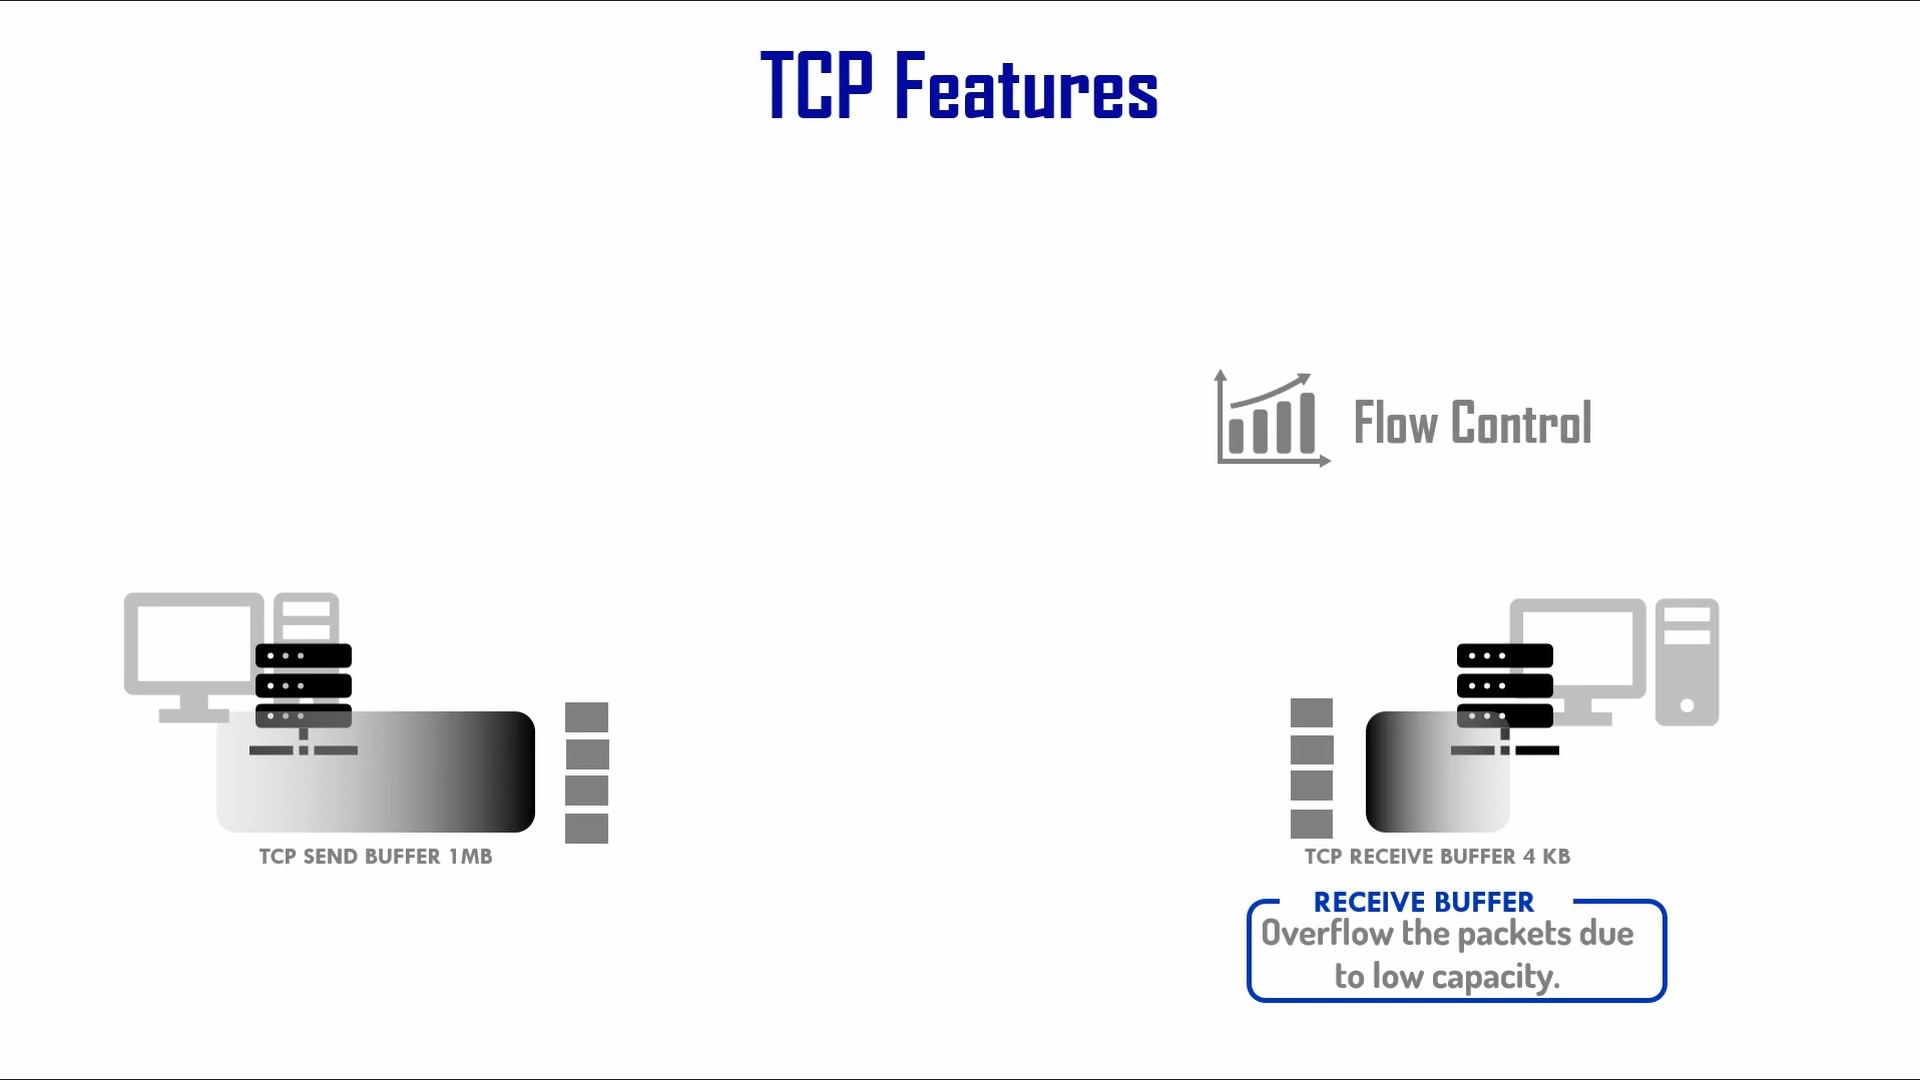 TCP Features
Flow Control
TCP SEND BUFFER 1MB
TCP RECEIVE BUFFER 4 KB
RECEIVE BUFFER
Overflow the packets due
to low capacity.